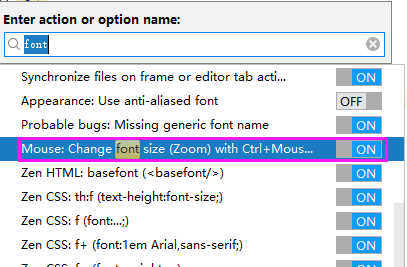 Enter action or option name:
font
Synchronize files on frame or editor tab acti... ON
Appearance: Use anti-aliased font OFF
Probable bugs: Missing generic font name ON
Mouse: Change font size (Zoom) with Ctrl+Mous... ON
Zen HTML: basefont (<basefont/>) ON
Zen CSS: th:f (text-height:font-size;) ON
Zen CSS: f (font:...;) ON
Zen CSS: f+ (font:1em Arial,sans-serif;) ON